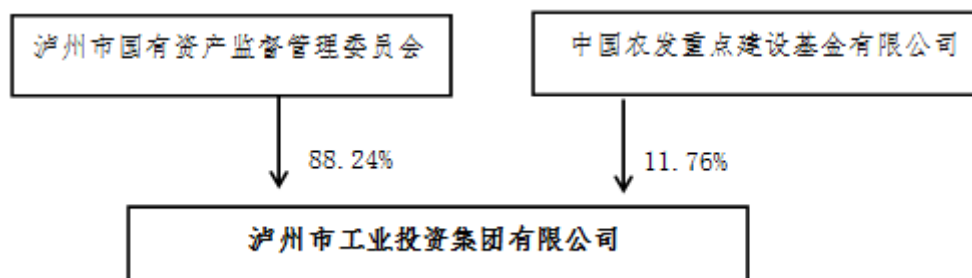 泸州市国有资产监督管理委员会
中国农发重点建设基金有限公司
88.24%
11.76%
泸州市工业投资集团有限公司